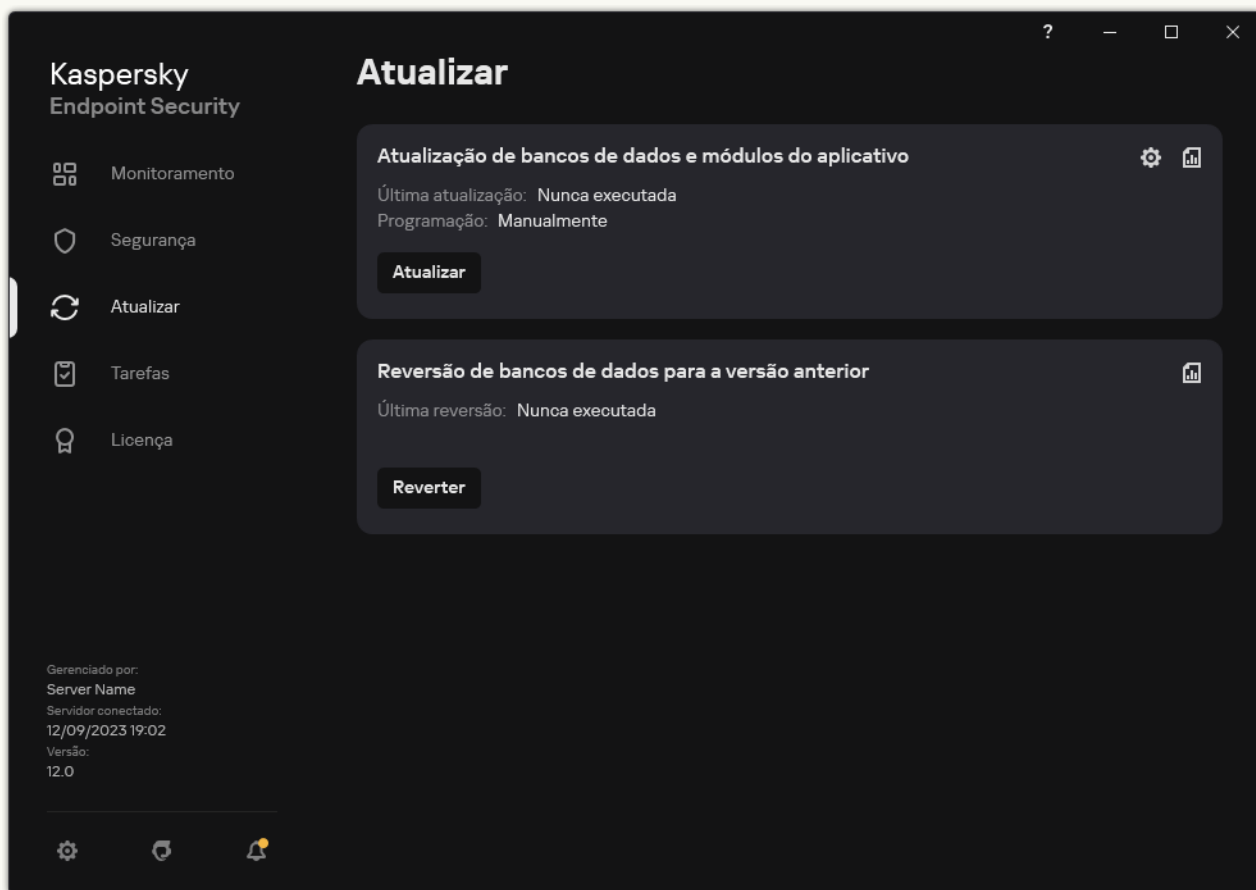 ?
Kaspersky
Endpoint Security
Monitoramento
Segurança
Atualizar
Tarefas
Licença
Gerenciado por:
Server Name
Servidor conectado:
12/09/2023 19:02
Versão:
12.0
Atualizar
Atualização de bancos de dados e módulos do aplicativo
Última atualização: Nunca executada
Programação: Manualmente
Atualizar
Reversão de bancos de dados para a versão anterior
Última reversão: Nunca executada
Reverter